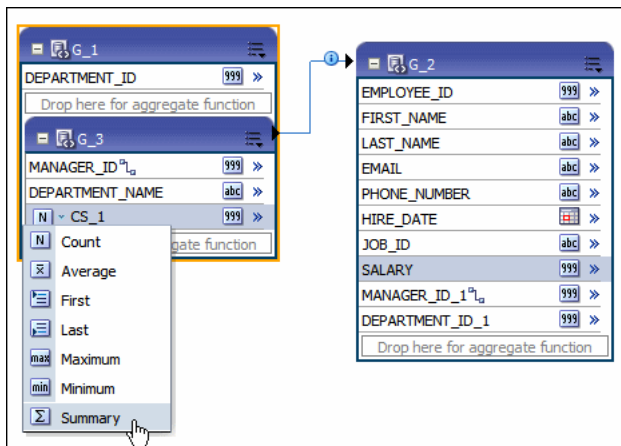 G_1
DEPARTMENT_ID 999 »
Drop here for aggregate function
G_3
MANAGER_ID 999 »
DEPARTMENT_NAME abc »
N CS_1 999 »
gate function
N Count
x̄ Average
First
Last
max Maximum
min Minimum
Σ Summary
i
G_2
EMPLOYEE_ID 999 »
FIRST_NAME abc »
LAST_NAME abc »
EMAIL abc »
PHONE_NUMBER abc »
HIRE_DATE »
JOB_ID abc »
SALARY 999 »
MANAGER_ID_1 999 »
DEPARTMENT_ID_1 999 »
Drop here for aggregate function